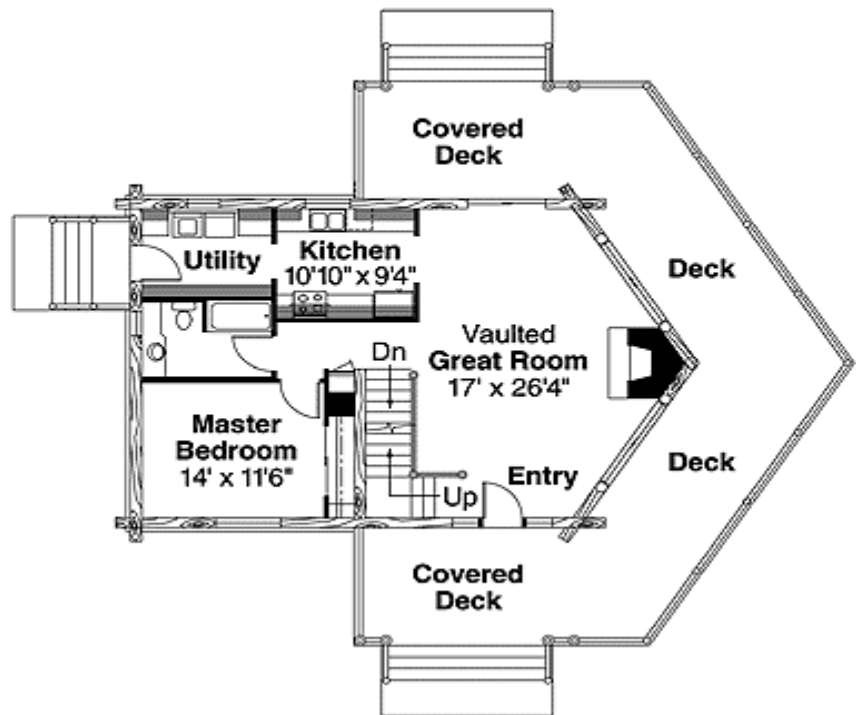 Covered
Deck
Utility
Kitchen
10'10" x 9'4"
Deck
Vaulted
Great Room
17' x 26'4"
Dn
Master
Bedroom
14' x 11'6"
Deck
Entry
Up
Covered
Deck